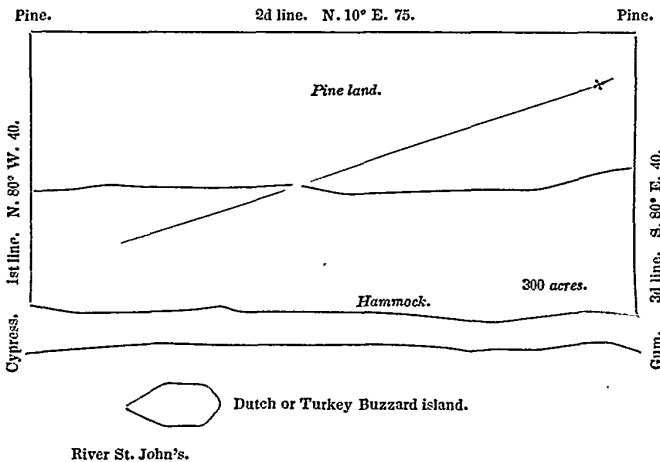 Pine. 2d line. N. 10° E. 75. Pine.
Pine land.
1st line. N. 80° W. 40.
3d line. S. 80° E. 40.
300 acres.
Hammock.
Cypress.
Gum.
Dutch or Turkey Buzzard island.
River St. John's.